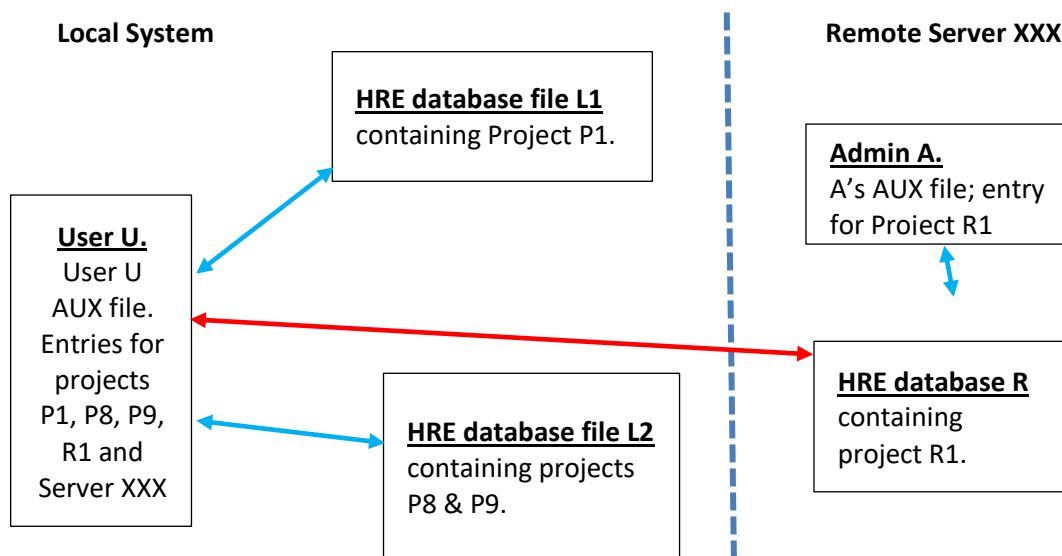 Local System
Remote Server XXX
HRE database file L1
containing Project P1.
Admin A.
A’s AUX file; entry
for Project R1
User U.
User U
AUX file.
Entries for
projects
P1, P8, P9,
R1 and
Server XXX
HRE database R
containing
project R1.
HRE database file L2
containing projects
P8 & P9.